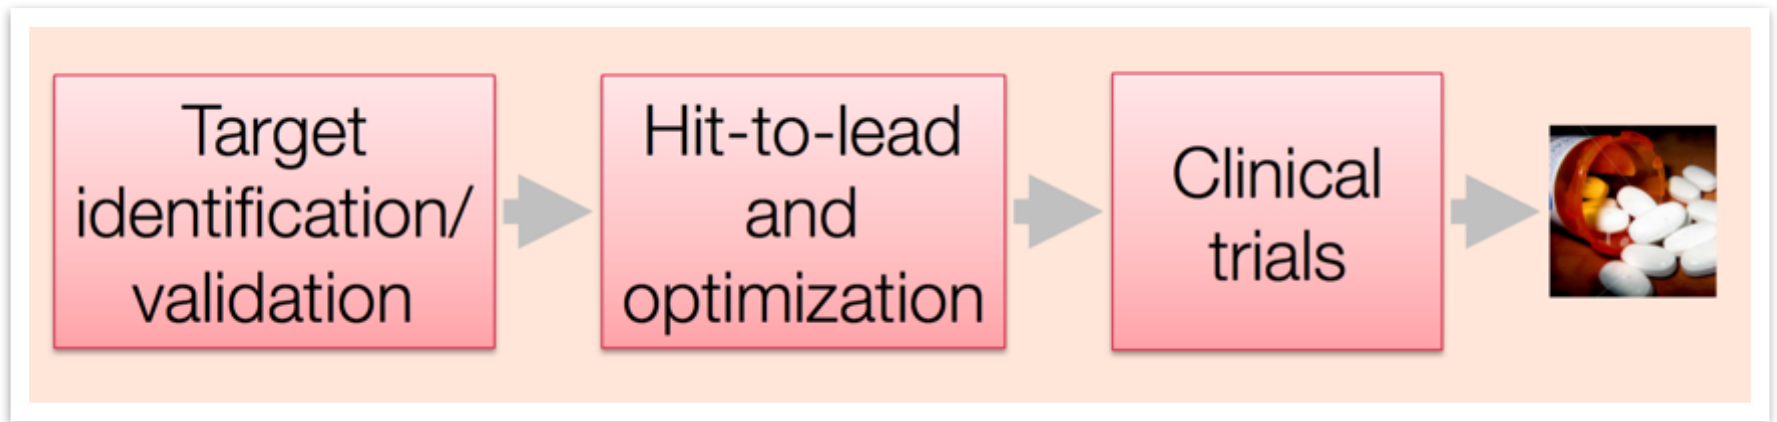 Target
identification/
validation
Hit-to-lead
and
optimization
Clinical
trials